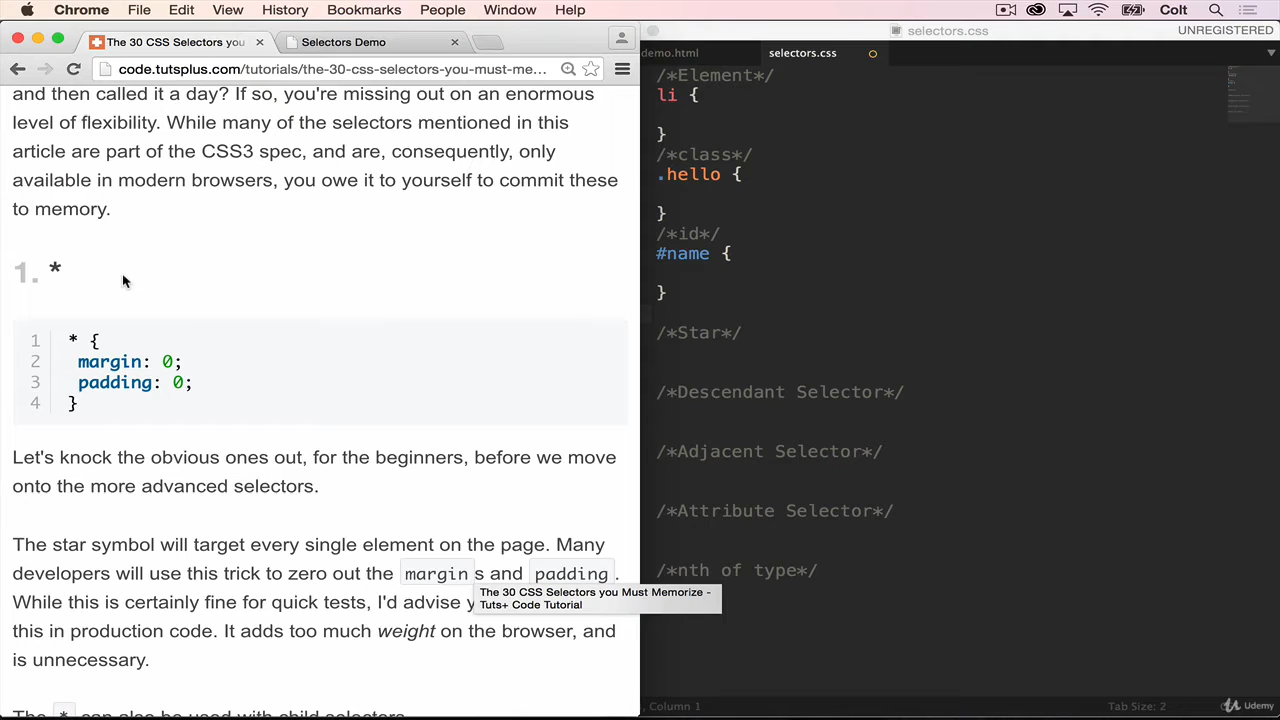 Chrome File Edit View History Bookmarks People Window Help Colt
The 30 CSS Selectors you
Selectors Demo
code.tutsplus.com/tutorials/the-30-css-selectors-you-must-me...
and then called it a day? If so, you're missing out on an enormous
level of flexibility. While many of the selectors mentioned in this
article are part of the CSS3 spec, and are, consequently, only
available in modern browsers, you owe it to yourself to commit these
to memory.
1. *
1 * {
2 margin: 0;
3 padding: 0;
4 }
Let's knock the obvious ones out, for the beginners, before we move
onto the more advanced selectors.
The star symbol will target every single element on the page. Many
developers will use this trick to zero out the margin s and padding .
While this is certainly fine for quick tests, I'd advise
this in production code. It adds too much weight on the browser, and
is unnecessary.
The * can also be used with child selectors.
The 30 CSS Selectors you Must Memorize -
Tuts+ Code Tutorial
selectors.css
UNREGISTERED
demo.html
selectors.css
/*Element*/
li {
}
/*class*/
.hello {
}
/*id*/
#name {
}
/*Star*/
/*Descendant Selector*/
/*Adjacent Selector*/
/*Attribute Selector*/
/*nth of type*/
Column 1
Tab Size: 2
Udemy